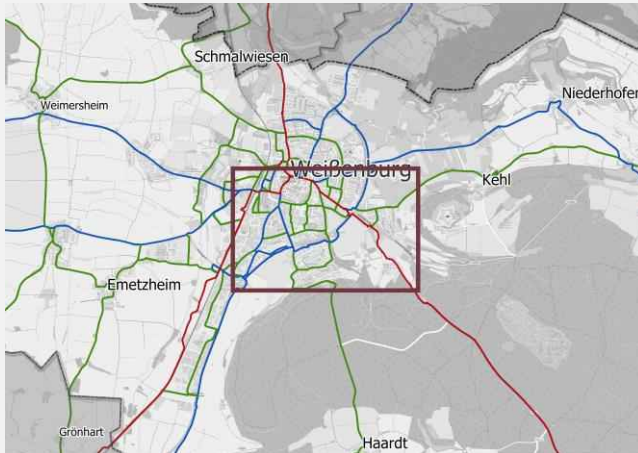 Schmalwiesen
Niederhofen
Weimersheim
Weißenburg
Kehl
Emetzheim
Grönhart
Haardt